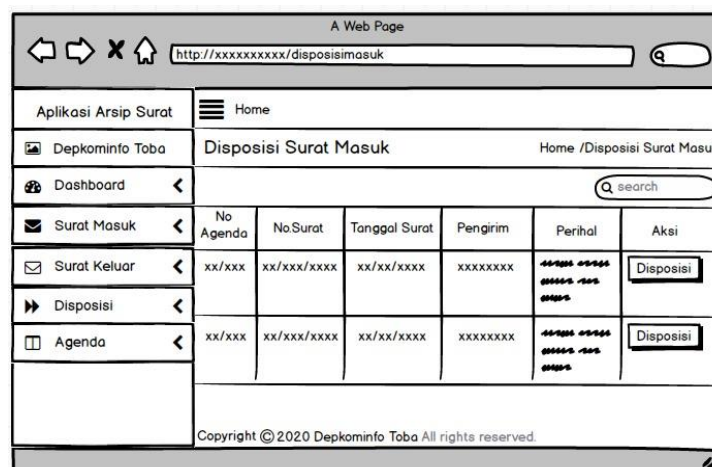 A Web Page
http://xxxxxxxxxx/disposisimasuk
Aplikasi Arsip Surat
Home
Depkominfo Toba
Disposisi Surat Masuk
Home /Disposisi Surat Masu
Dashboard
search
Surat Masuk
No Agenda
No.Surat
Tanggal Surat
Pengirim
Perihal
Aksi
Surat Keluar
xx/xxx
xx/xxx/xxxx
xx/xx/xxxx
xxxxxxxx
Disposisi
Disposisi
Agenda
xx/xxx
xx/xxx/xxxx
xx/xx/xxxx
xxxxxxxx
Disposisi
Copyright © 2020 Depkominfo Toba All rights reserved.